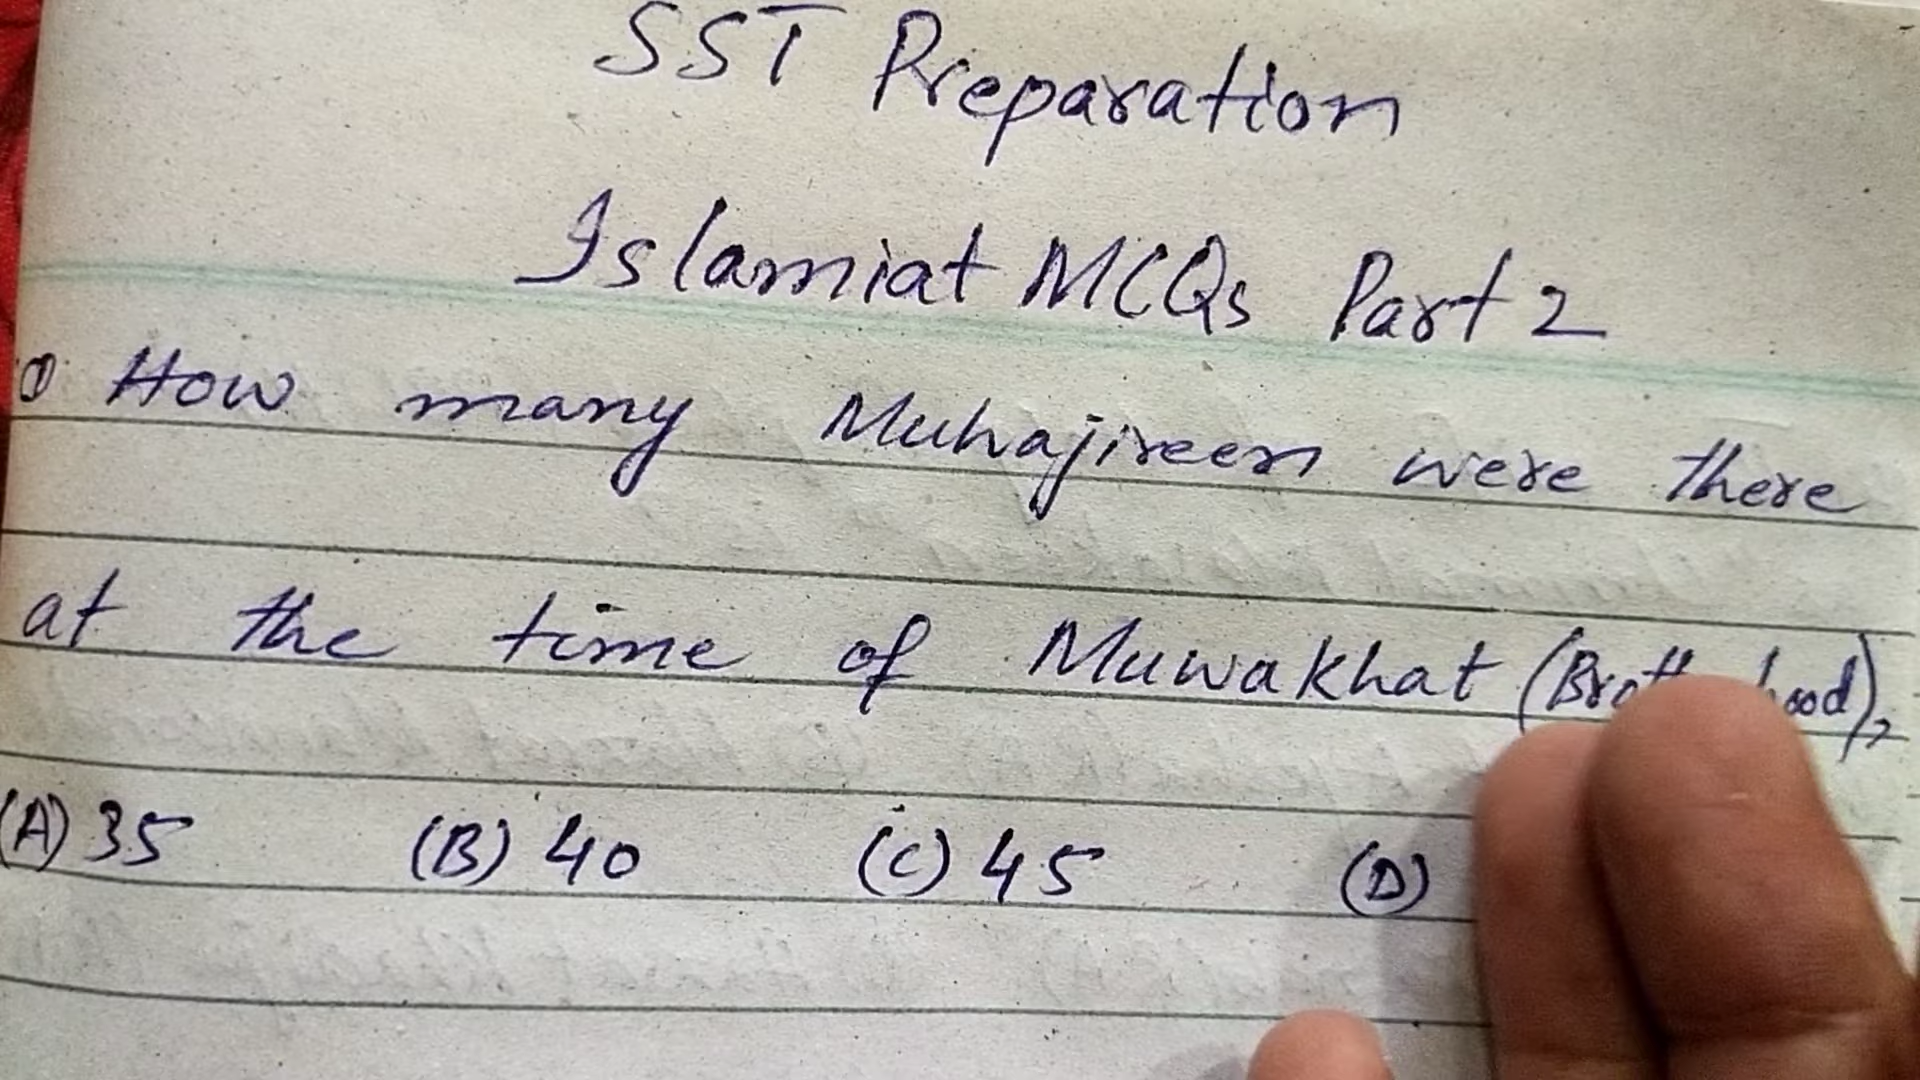 SST Preparation
Islamiat MCQs Part 2
① How many Muhajireen were there
at the time of Muwakhat (Brotherhood),
(A) 35 (B) 40 (C) 45 (D)